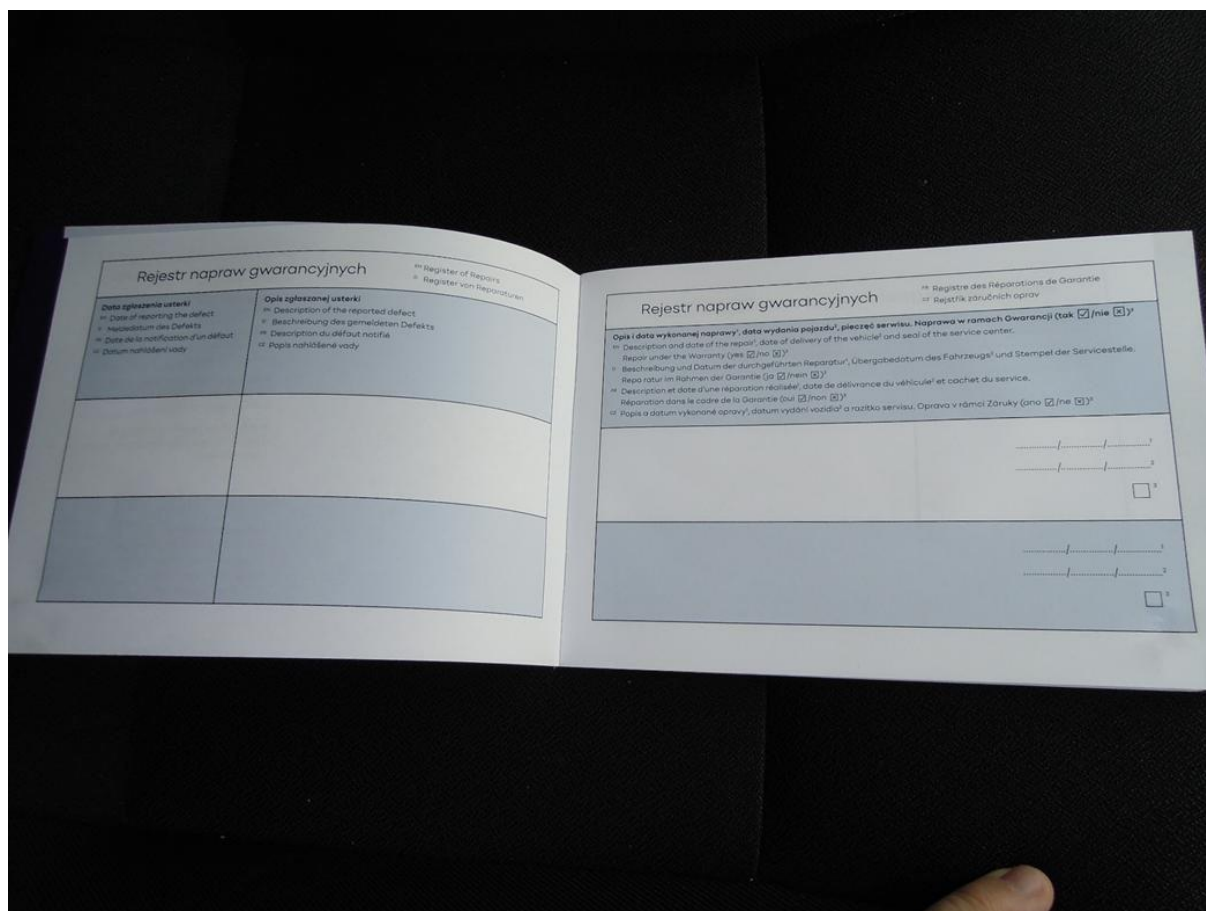 Rejestr napraw gwarancyjnych
EN Register of Repairs
D Register von Reparaturen
Data zgłoszenia usterki
EN Date of reporting the defect
D Meldedatum des Defekts
FR Date de la notification d'un défaut
CZ Datum nahlášení vady
Opis zgłaszanej usterki
EN Description of the reported defect
D Beschreibung des gemeldeten Defekts
FR Description du défaut notifié
CZ Popis nahlášené vady
Rejestr napraw gwarancyjnych
FR Registre des Réparations de Garantie
CZ Rejstřík záručních oprav
Opis i data wykonanej naprawy¹, data wydania pojazdu², pieczęć serwisu. Naprawa w ramach Gwarancji (tak ☑/nie ☒)³
EN Description and date of the repair¹, date of delivery of the vehicle² and seal of the service center.
Repair under the Warranty (yes ☑/no ☒)³
D Beschreibung und Datum der durchgeführten Reparatur¹, Übergabedatum des Fahrzeugs² und Stempel der Servicestelle.
Repa ratur im Rahmen der Garantie (ja ☑/nein ☒)³
FR Description et date d'une réparation réalisée¹, date de délivrance du véhicule² et cachet du service.
Réparation dans le cadre de la Garantie (oui ☑/non ☒)³
CZ Popis a datum vykonané opravy¹, datum vydání vozidla² a razítko servisu. Oprava v rámci Záruky (ano ☑/ne ☒)³
............../............../..............¹
............../............../..............²
☐ ³
............../............../..............¹
............../............../..............²
☐ ³